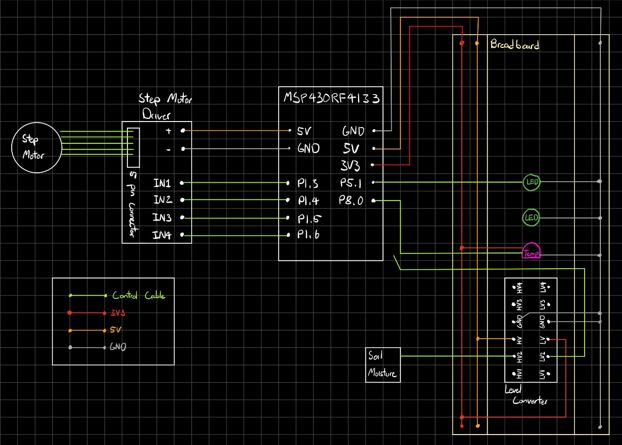 Breadboard
Step Motor
Driver
MSP430RF4133
Step
Motor
+
-
5 Pin Connector
IN1
IN2
IN3
IN4
5V
GND
P1.3
P1.4
P1.5
P1.6
GND
5V
3V3
P5.1
P8.0
LED
LED
Temp
Control Cable
3V3
5V
GND
Soil
Moisture
HV4 LV4
HV3 LV3
GND GND
HV LV
HV2 LV2
HV1 LV1
Level
Converter